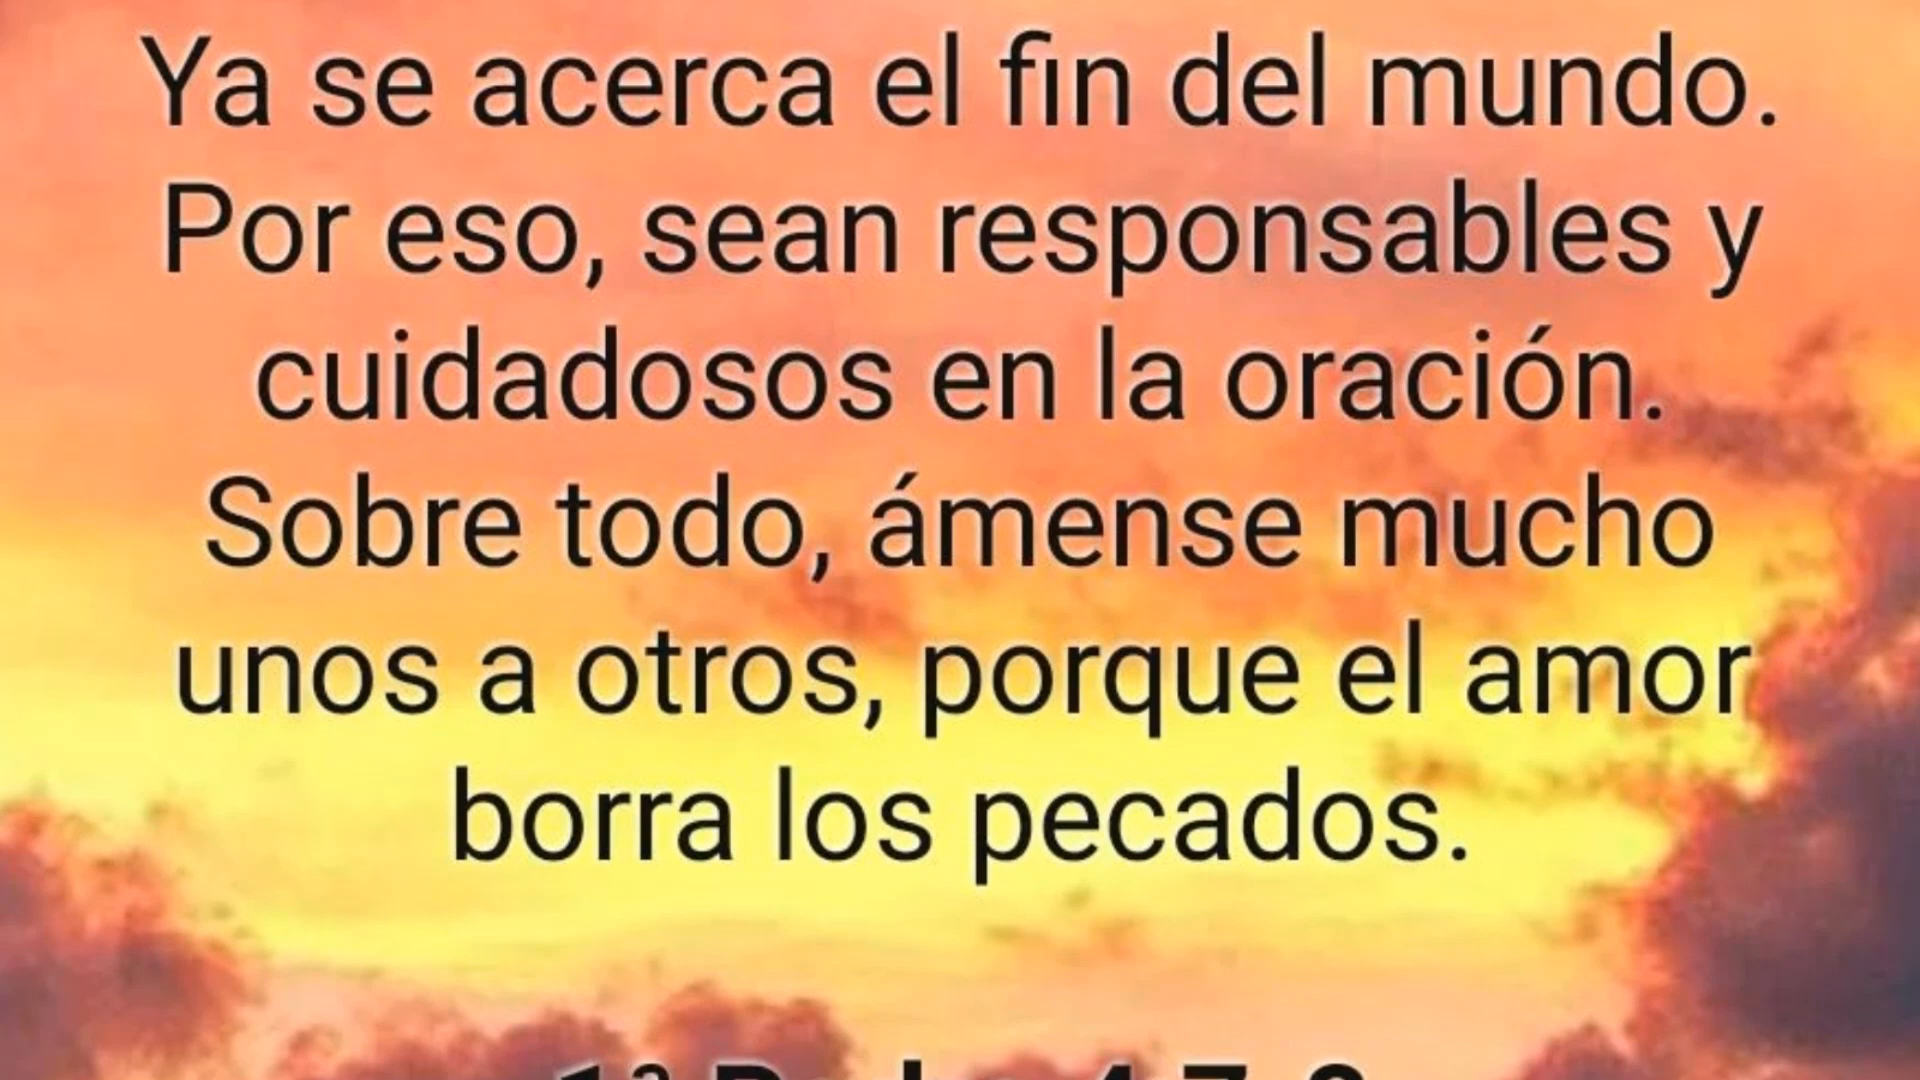 Ya se acerca el fin del mundo.
Por eso, sean responsables y
cuidadosos en la oración.
Sobre todo, ámense mucho
unos a otros, porque el amor
borra los pecados.